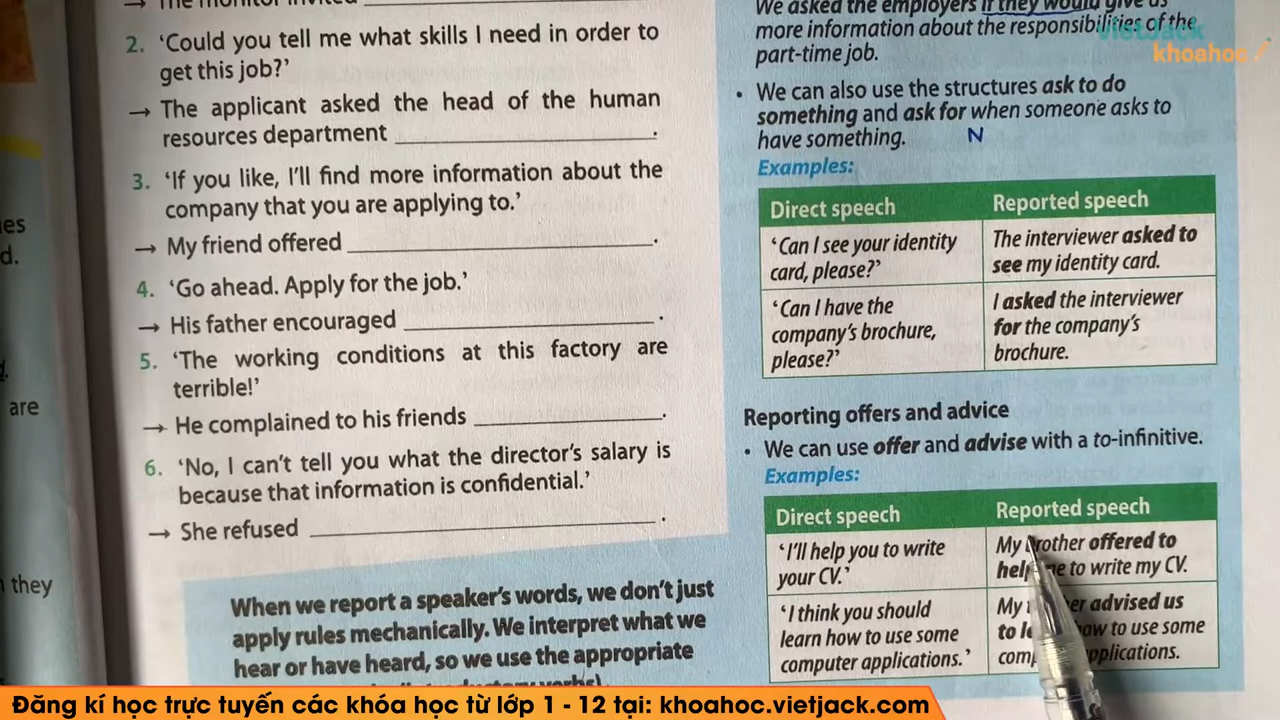 → The monitor invited
2. ‘Could you tell me what skills I need in order to
get this job?’
→ The applicant asked the head of the human
resources department ____________.
3. ‘If you like, I’ll find more information about the
company that you are applying to.’
→ My friend offered ____________.
4. ‘Go ahead. Apply for the job.’
→ His father encouraged ____________.
5. ‘The working conditions at this factory are
terrible!’
→ He complained to his friends ____________.
6. ‘No, I can’t tell you what the director’s salary is
because that information is confidential.’
→ She refused ____________.
When we report a speaker’s words, we don’t just
apply rules mechanically. We interpret what we
hear or have heard, so we use the appropriate
We asked the employers if they would give us
more information about the responsibilities of the
part-time job.
• We can also use the structures ask to do
something and ask for when someone asks to
have something.
N
Examples:
Direct speech
Reported speech
‘Can I see your identity
card, please?’
The interviewer asked to
see my identity card.
‘Can I have the
company’s brochure,
please?’
I asked the interviewer
for the company’s
brochure.
Reporting offers and advice
• We can use offer and advise with a to-infinitive.
Examples:
Direct speech
Reported speech
‘I’ll help you to write
your CV.’
My brother offered to
help me to write my CV.
‘I think you should
learn how to use some
computer applications.’
My advised us
to how to use some
applications.
es
d.
are
they
vietJack
khoahoc
Đăng kí học trực tuyến các khóa học từ lớp 1 - 12 tại: khoahoc.vietjack.com